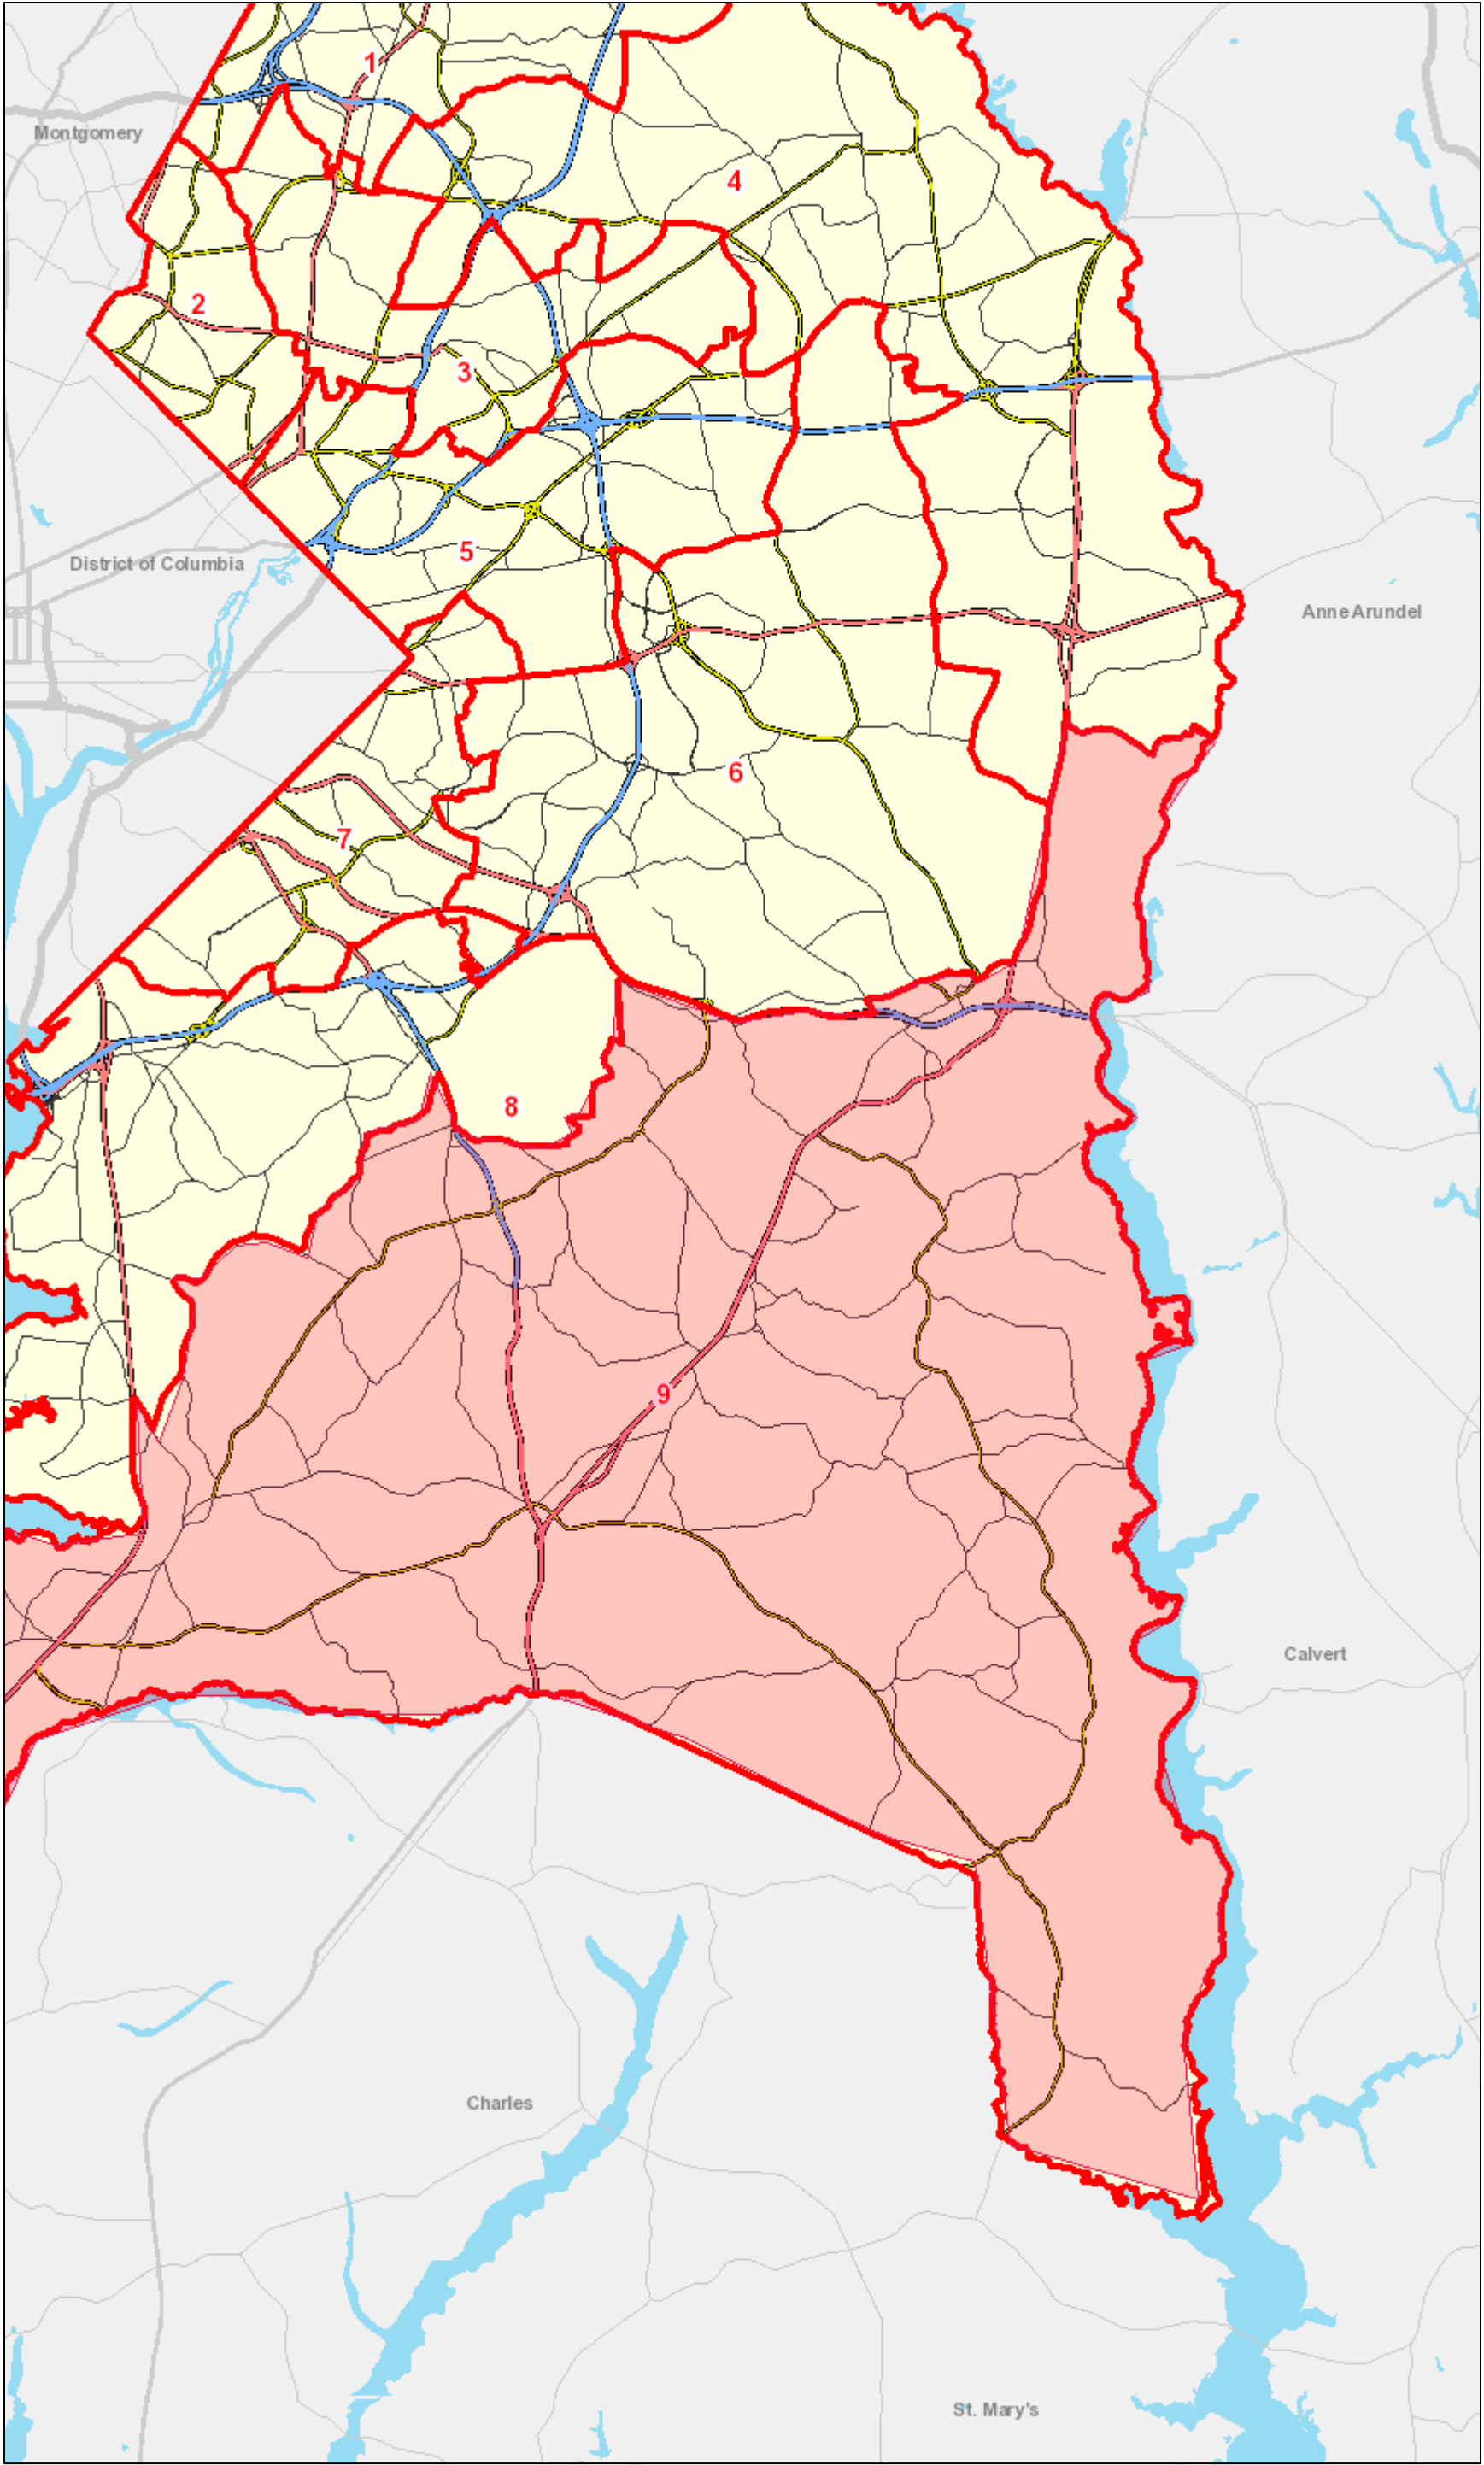 1
Montgomery
4
2
3
5
District of Columbia
Anne Arundel
6
7
8
9
Calvert
Charles
St. Mary's